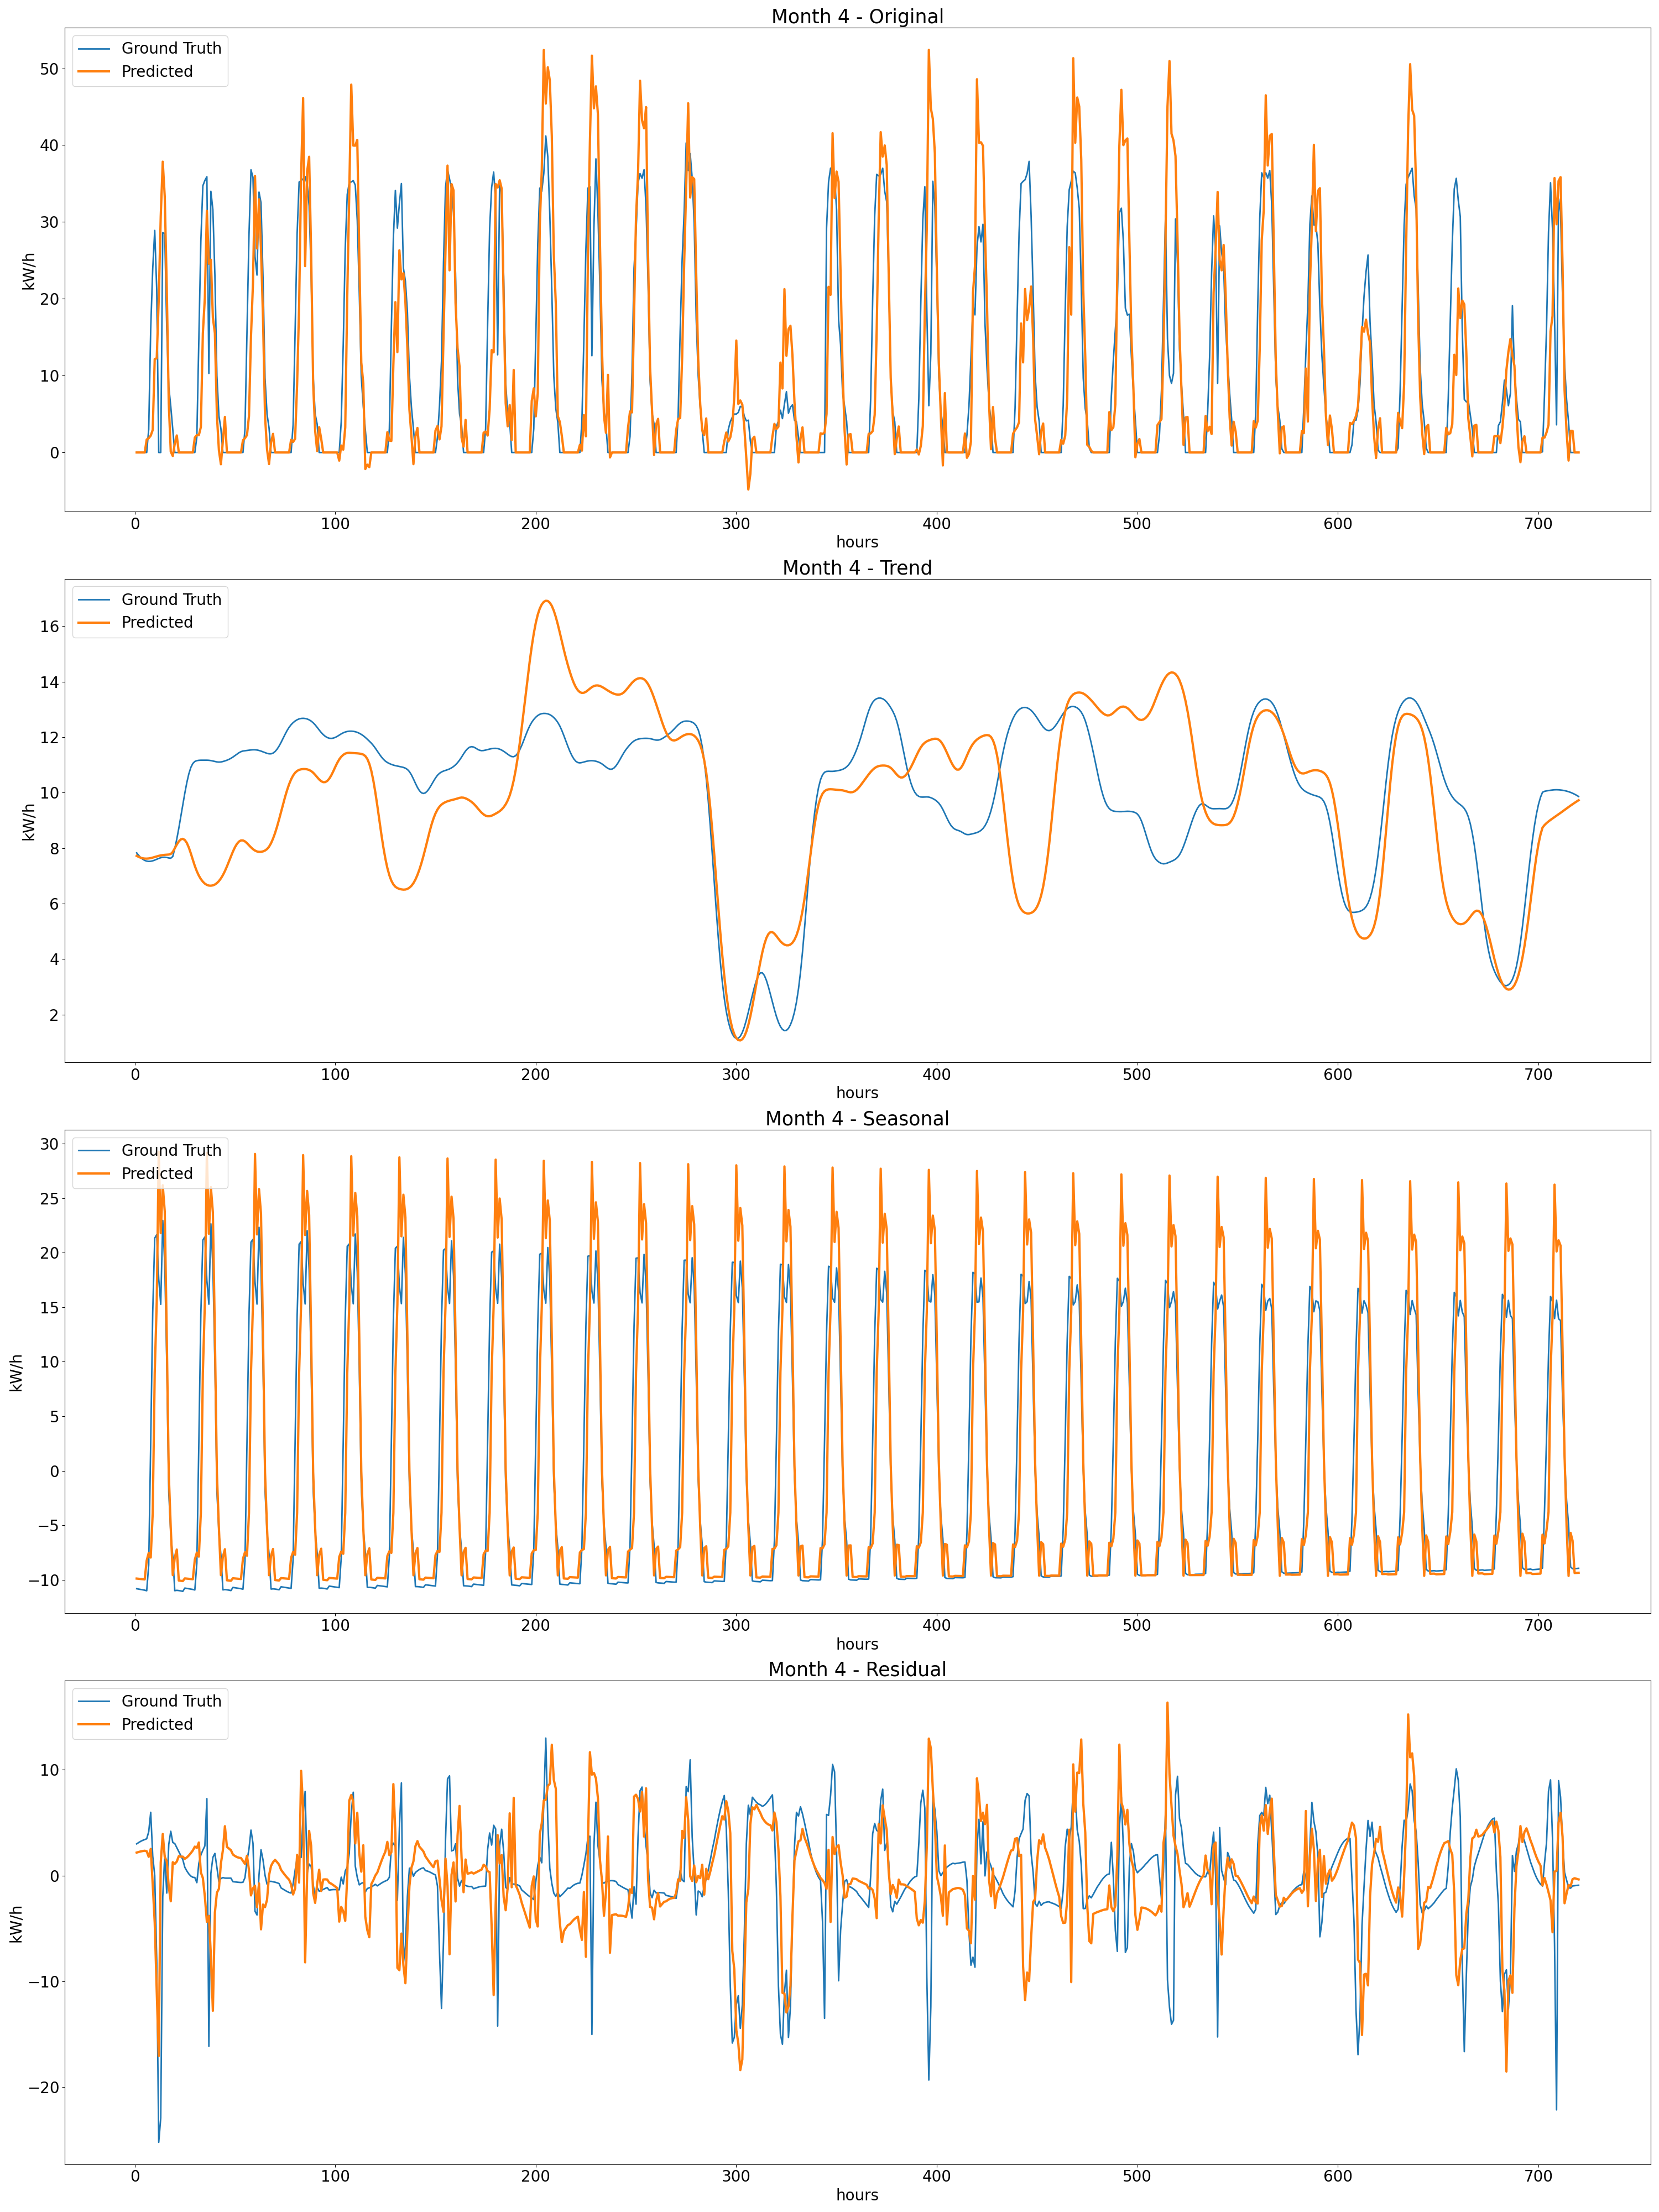 Month 4 - Original
Ground Truth
Predicted
50
40
30
20
10
0
kW/h
0 100 200 300 400 500 600 700
hours
Month 4 - Trend
Ground Truth
Predicted
16
14
12
10
8
6
4
2
kW/h
0 100 200 300 400 500 600 700
hours
Month 4 - Seasonal
Ground Truth
Predicted
30
25
20
15
10
5
0
−5
−10
kW/h
0 100 200 300 400 500 600 700
hours
Month 4 - Residual
Ground Truth
Predicted
10
0
−10
−20
kW/h
0 100 200 300 400 500 600 700
hours